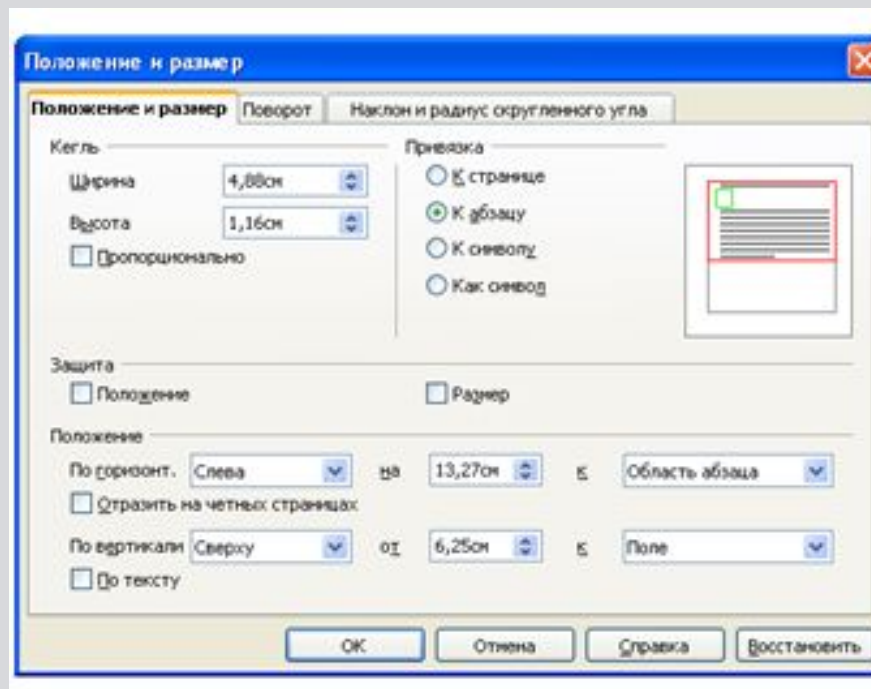 Положение и размер
Положение и размер Поворот Наклон и радиус скругленного угла
Кегль Привязка
Ширина 4,88см К странице
Высота 1,16см К абзацу
Пропорционально К символу
Как символ
Защита
Положение Размер
Положение
По горизонт. Слева на 13,27см к Область абзаца
Отразить на четных страницах
По вертикали Сверху от 6,25см к Поле
По тексту
ОК Отмена Справка Восстановить